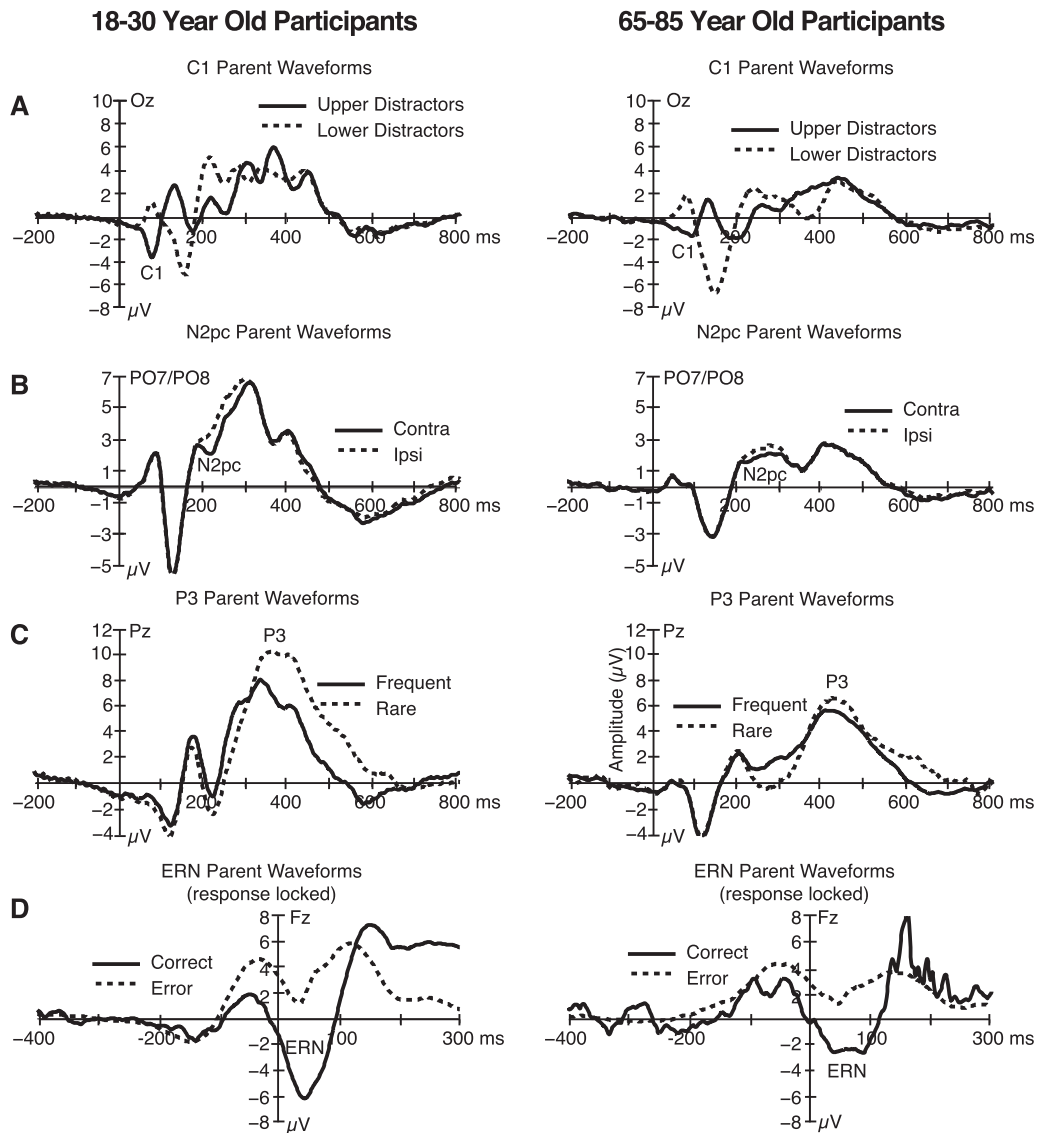 18-30 Year Old Participants
65-85 Year Old Participants
A
C1 Parent Waveforms
10
Oz
8
6
4
2
−2
−4
−6
−8
µV
−200
200
400
600
800 ms
Upper Distractors
Lower Distractors
C1
C1 Parent Waveforms
10
Oz
8
6
4
2
−2
−4
−6
−8
µV
−200
200
400
600
800 ms
Upper Distractors
Lower Distractors
C1
B
N2pc Parent Waveforms
7
PO7/PO8
5
3
1
−1
−3
−5
µV
−200
200
400
600
800 ms
Contra
Ipsi
N2pc
N2pc Parent Waveforms
7
PO7/PO8
5
3
1
−1
−3
−5
µV
−200
200
400
600
800 ms
Contra
Ipsi
N2pc
C
P3 Parent Waveforms
12
Pz
10
8
6
4
2
−2
−4
µV
−200
200
400
600
800 ms
P3
Frequent
Rare
P3 Parent Waveforms
Amplitude (µV)
12
Pz
10
8
6
4
2
−2
−4
µV
−200
200
400
600
800 ms
P3
Frequent
Rare
D
ERN Parent Waveforms
(response locked)
8
Fz
6
4
2
−2
−4
−6
−8
µV
−400
−200
100
300 ms
Correct
Error
ERN
ERN Parent Waveforms
(response locked)
8
Fz
6
4
2
−2
−4
−6
−8
µV
−400
−200
100
300 ms
Correct
Error
ERN